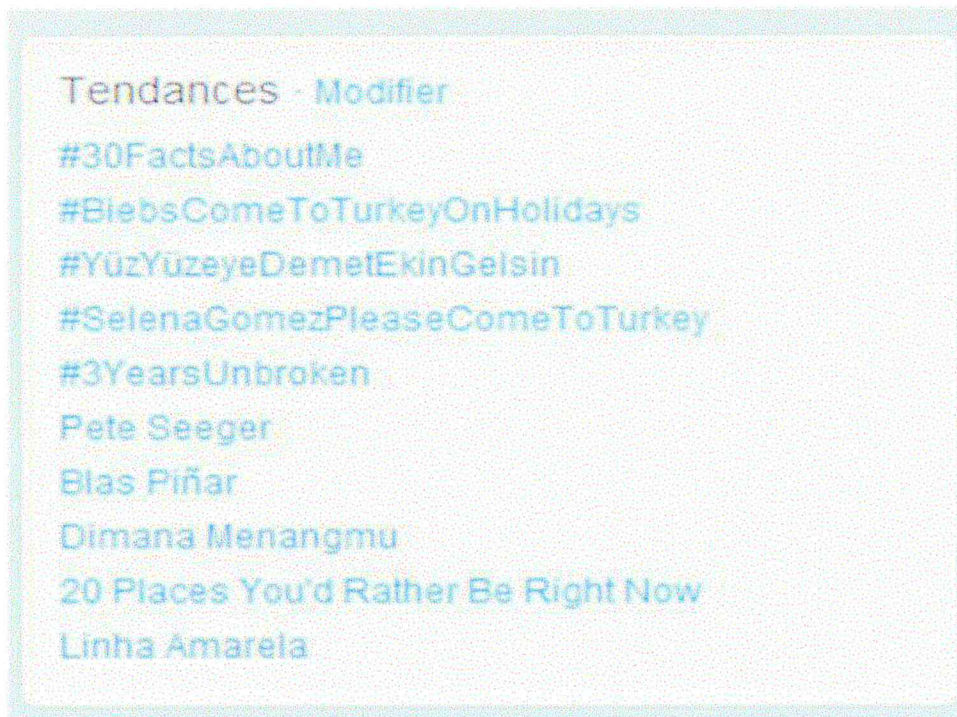 Tendances · Modifier
#30FactsAboutMe
#BiebsComeToTurkeyOnHolidays
#YüzYüzeyeDemetEkinGelsin
#SelenaGomezPleaseComeToTurkey
#3YearsUnbroken
Pete Seeger
Blas Piñar
Dimana Menangmu
20 Places You'd Rather Be Right Now
Linha Amarela